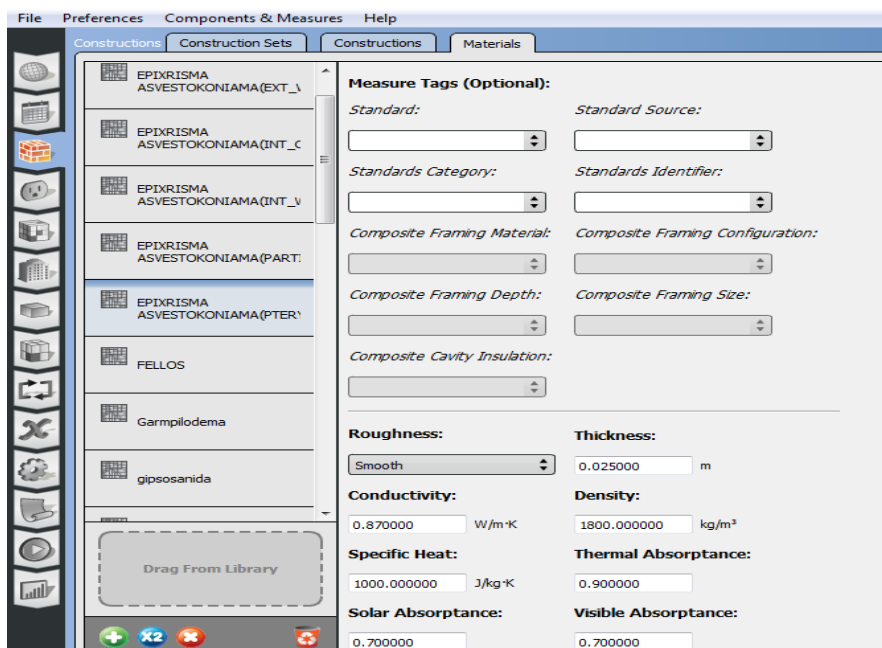 File Preferences Components & Measures Help
Constructions Construction Sets Constructions Materials
EPIXRISMA
ASVESTOKONIAMA(EXT_
EPIXRISMA
ASVESTOKONIAMA(INT_C
EPIXRISMA
ASVESTOKONIAMA(INT_
EPIXRISMA
ASVESTOKONIAMA(PART
EPIXRISMA
ASVESTOKONIAMA(PTER
FELLOS
Garmpilodema
gipsosanida
Drag From Library
X2
Measure Tags (Optional):
Standard: Standard Source:
Standards Category: Standards Identifier:
Composite Framing Material: Composite Framing Configuration:
Composite Framing Depth: Composite Framing Size:
Composite Cavity Insulation:
Roughness: Thickness:
Smooth 0.025000 m
Conductivity: Density:
0.870000 W/m·K 1800.000000 kg/m³
Specific Heat: Thermal Absorptance:
1000.000000 J/kg·K 0.900000
Solar Absorptance: Visible Absorptance:
0.700000 0.700000